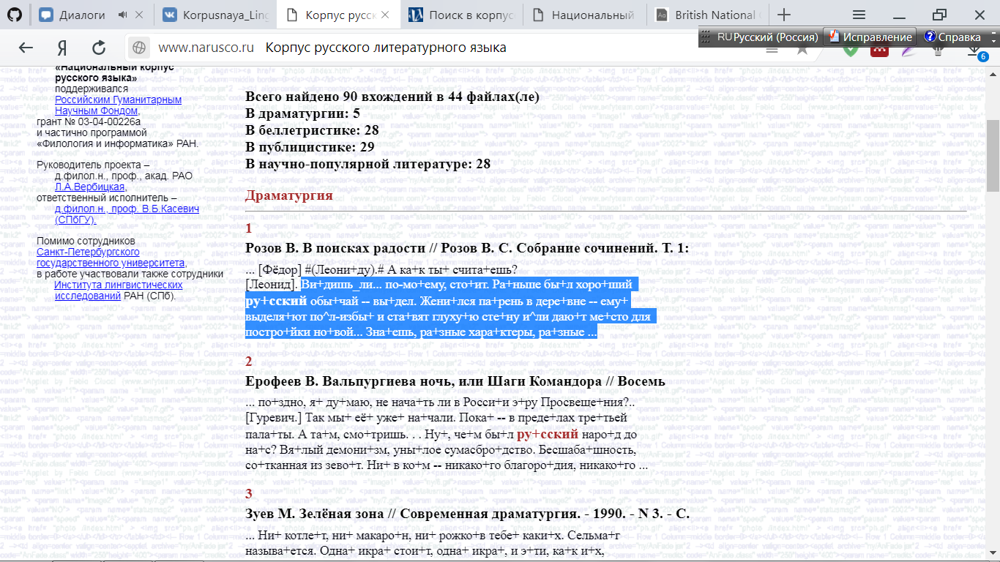 Диалоги
Korpusnaya_Ling
Корпус русск
Поиск в корпус
Национальный
British National
RUРусский (Россия)
Исправление
Справка
www.narusco.ru Корпус русского литературного языка
6
«Национальный корпус
русского языка»
поддерживался
Российским Гуманитарным
Научным Фондом,
грант № 03-04-00226а
и частично программой
«Филология и информатика» РАН.
Руководитель проекта –
д.филол.н., проф., акад. РАО
Л.А.Вербицкая,
ответственный исполнитель –
д.филол.н., проф. В.Б.Касевич
(СПбГУ).
Помимо сотрудников
Санкт-Петербургского
государственного университета,
в работе участвовали также сотрудники
Института лингвистических
исследований РАН (СПб).
Всего найдено 90 вхождений в 44 файлах(ле)
В драматургии: 5
В беллетристике: 28
В публицистике: 29
В научно-популярной литературе: 28
Драматургия
1
Розов В. В поисках радости // Розов В. С. Собрание сочинений. Т. 1:
... [Фёдор] #(Леони+ду).# А ка+к ты+ счита+ешь?
[Леонид]. Ви+дишь_ли... по-мо+ему, сто+ит. Ра+ньше бы+л хоро+ший
ру+сский обы+чай -- вы+дел. Жени+лся па+рень в дере+вне -- ему+
выделя+ют по^л-избы+ и ста+вят глуху+ю сте+ну и^ли даю+т ме+сто для
постро+йки но+вой... Зна+ешь, ра+зные хара+ктеры, ра+зные ...
2
Ерофеев В. Вальпургиева ночь, или Шаги Командора // Восемь
... по+здно, я+ ду+маю, не нача+ть ли в Росси+и э+ру Просвеще+ния?..
[Гуревич.] Так мы+ её+ уже+ на+чали. Пока+ -- в преде+лах тре+тьей
пала+ты. А та+м, смо+тришь. . . Ну+, че+м бы+л ру+сский наро+д до
на+с? Вя+лый демони+зм, уны+лое сумасбро+дство. Бесшаба+шность,
со+тканная из зево+т. Ни+ в ко+м -- никако+го благоро+дия, никако+го ...
3
Зуев М. Зелёная зона // Современная драматургия. - 1990. - N 3. - С.
... Ни+ котле+т, ни+ макаро+н, ни+ рожко+в тебе+ каки+х. Сельма+г
называ+ется. Одна+ икра+ стои+т, одна+ икра+, и э+ти, ка+к и+х,